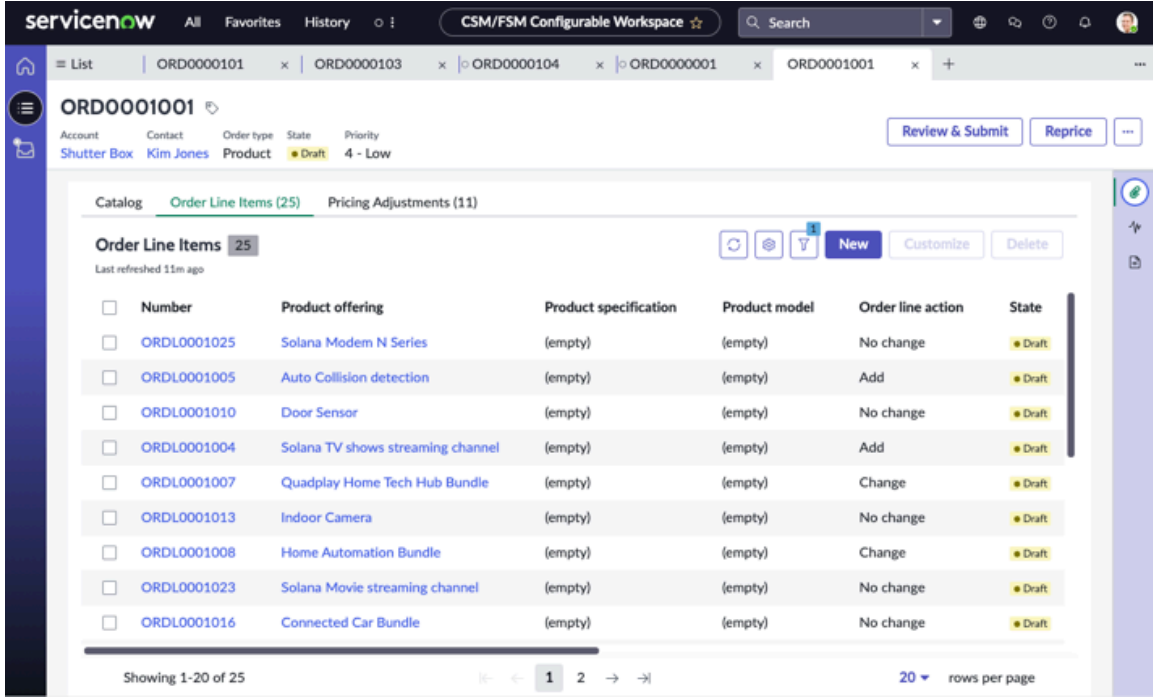 servicenow All Favorites History CSM/FSM Configurable Workspace Search
List ORD0000101 ORD0000103 ORD0000104 ORD0000001 ORD0001001
ORD0001001
Account Contact Order type State Priority
Shutter Box Kim Jones Product Draft 4 - Low
Review & Submit Reprice
Catalog Order Line Items (25) Pricing Adjustments (11)
Order Line Items 25
Last refreshed 11m ago
1
New Customize Delete
Number Product offering Product specification Product model Order line action State
ORDL0001025 Solana Modem N Series (empty) (empty) No change Draft
ORDL0001005 Auto Collision detection (empty) (empty) Add Draft
ORDL0001010 Door Sensor (empty) (empty) No change Draft
ORDL0001004 Solana TV shows streaming channel (empty) (empty) Add Draft
ORDL0001007 Quadplay Home Tech Hub Bundle (empty) (empty) Change Draft
ORDL0001013 Indoor Camera (empty) (empty) No change Draft
ORDL0001008 Home Automation Bundle (empty) (empty) Change Draft
ORDL0001023 Solana Movie streaming channel (empty) (empty) No change Draft
ORDL0001016 Connected Car Bundle (empty) (empty) No change Draft
Showing 1-20 of 25 1 2 20 rows per page